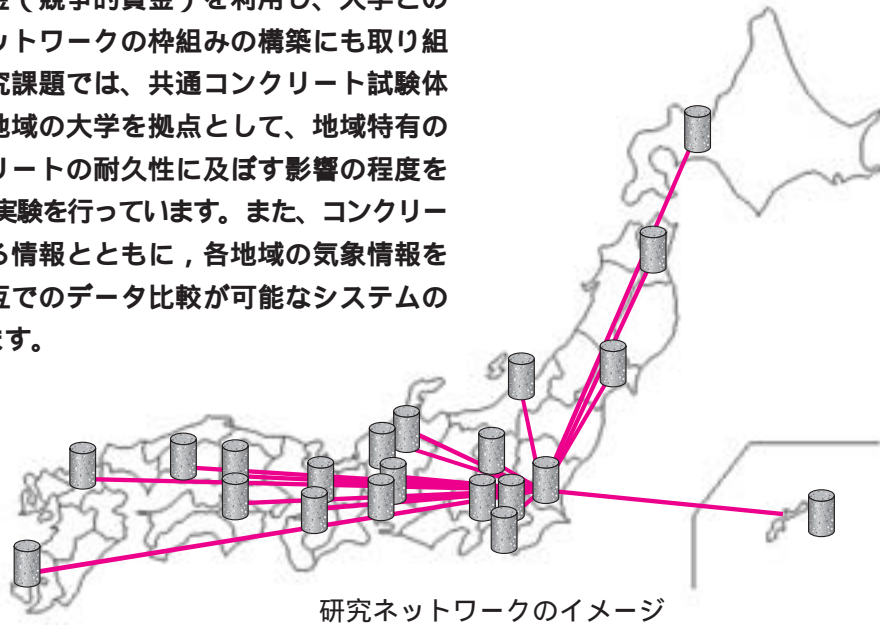 金（競争的資金）を利用し、大学との
ットワークの枠組みの構築にも取り組
究課題では、共通コンクリート試験体
地域の大学を拠点として、地域特有の
リートの耐久性に及ぼす影響の程度を
実験を行っています。また、コンクリー
る情報とともに，各地域の気象情報を
互でのデータ比較が可能なシステムの
ます。
研究ネットワークのイメージ